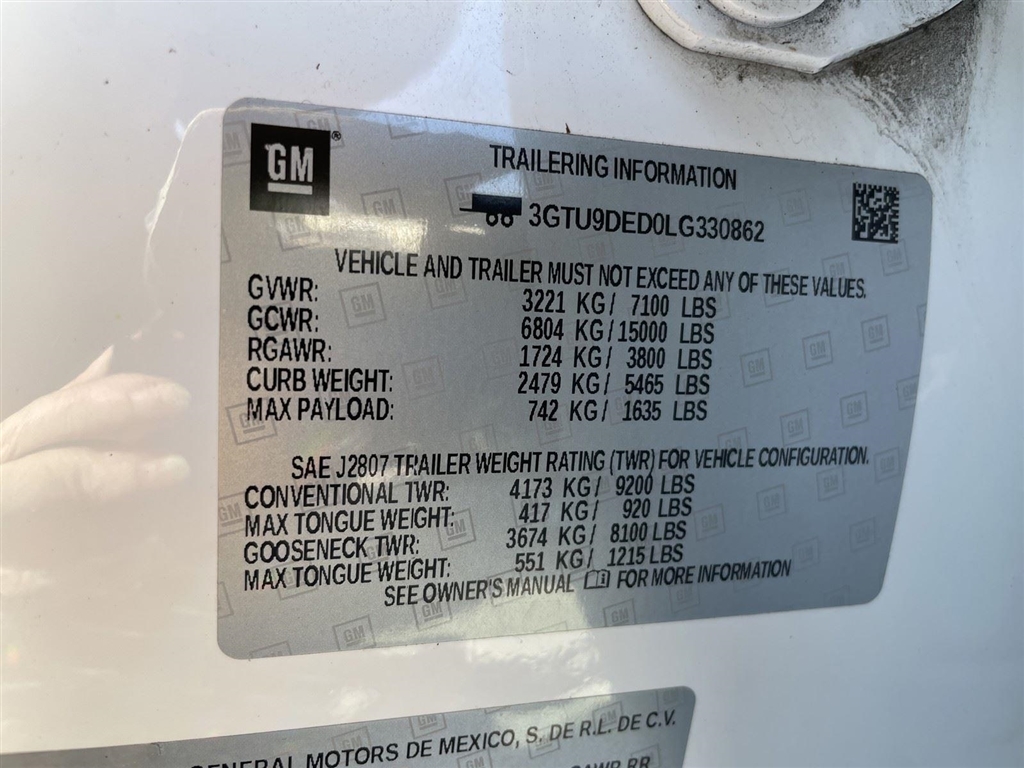 GM®
TRAILERING INFORMATION
3GTU9DED0LG330862
VEHICLE AND TRAILER MUST NOT EXCEED ANY OF THESE VALUES.
GVWR: 3221 KG/ 7100 LBS
GCWR: 6804 KG/15000 LBS
RGAWR: 1724 KG/ 3800 LBS
CURB WEIGHT: 2479 KG/ 5465 LBS
MAX PAYLOAD: 742 KG/ 1635 LBS
SAE J2807 TRAILER WEIGHT RATING (TWR) FOR VEHICLE CONFIGURATION.
CONVENTIONAL TWR: 4173 KG/ 9200 LBS
MAX TONGUE WEIGHT: 417 KG/ 920 LBS
GOOSENECK TWR: 3674 KG/ 8100 LBS
MAX TONGUE WEIGHT: 551 KG/ 1215 LBS
SEE OWNER'S MANUAL FOR MORE INFORMATION
GENERAL MOTORS DE MEXICO, S. DE R.L. DE C.V.
GAWR RR